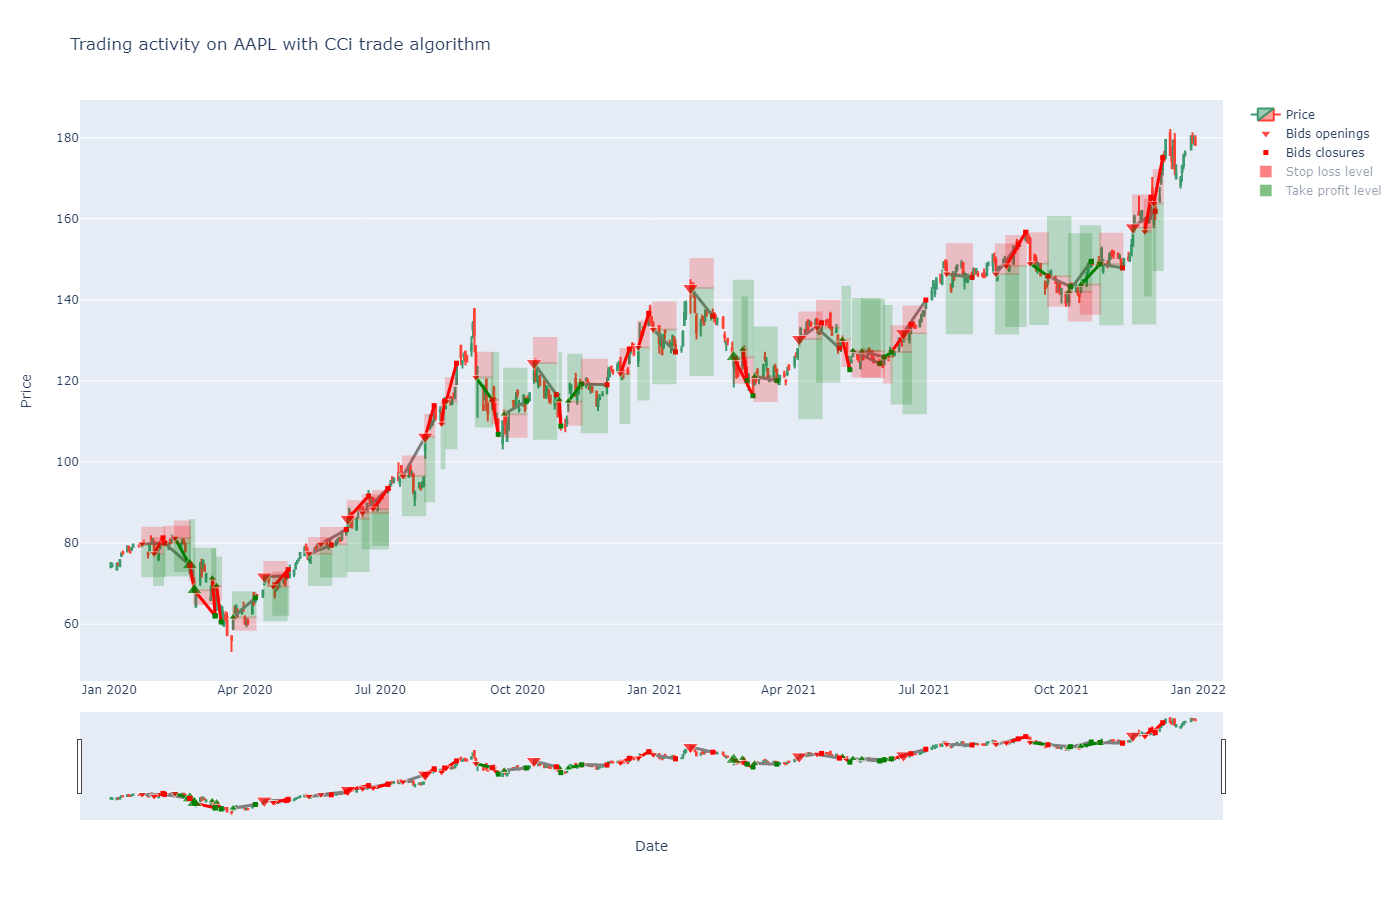 Trading activity on AAPL with CCi trade algorithm
Price
Bids openings
Bids closures
Stop loss level
Take profit level
180
160
140
120
100
80
60
Price
Jan 2020 Apr 2020 Jul 2020 Oct 2020 Jan 2021 Apr 2021 Jul 2021 Oct 2021 Jan 2022
Date